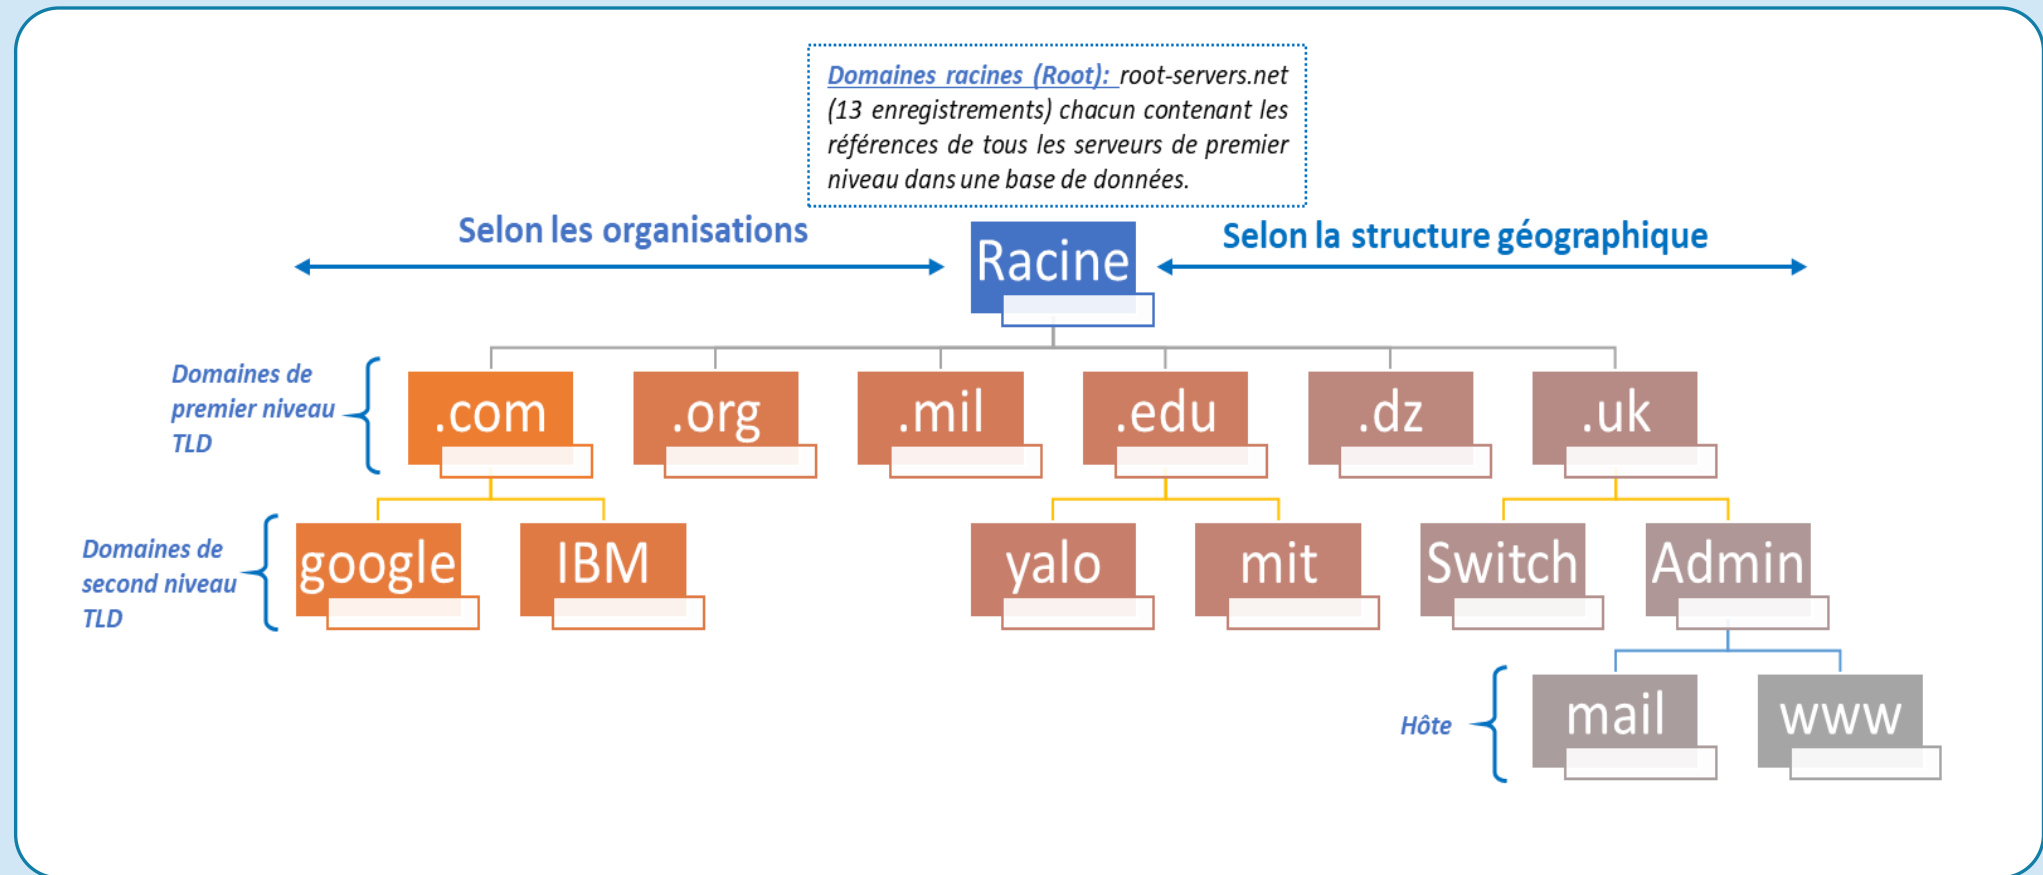 Domaines racines (Root): root-servers.net
(13 enregistrements) chacun contenant les
références de tous les serveurs de premier
niveau dans une base de données.
Selon les organisations
Racine
Selon la structure géographique
Domaines de
premier niveau
TLD
.com
.org
.mil
.edu
.dz
.uk
Domaines de
second niveau
TLD
google
IBM
yalo
mit
Switch
Admin
Hôte
mail
www